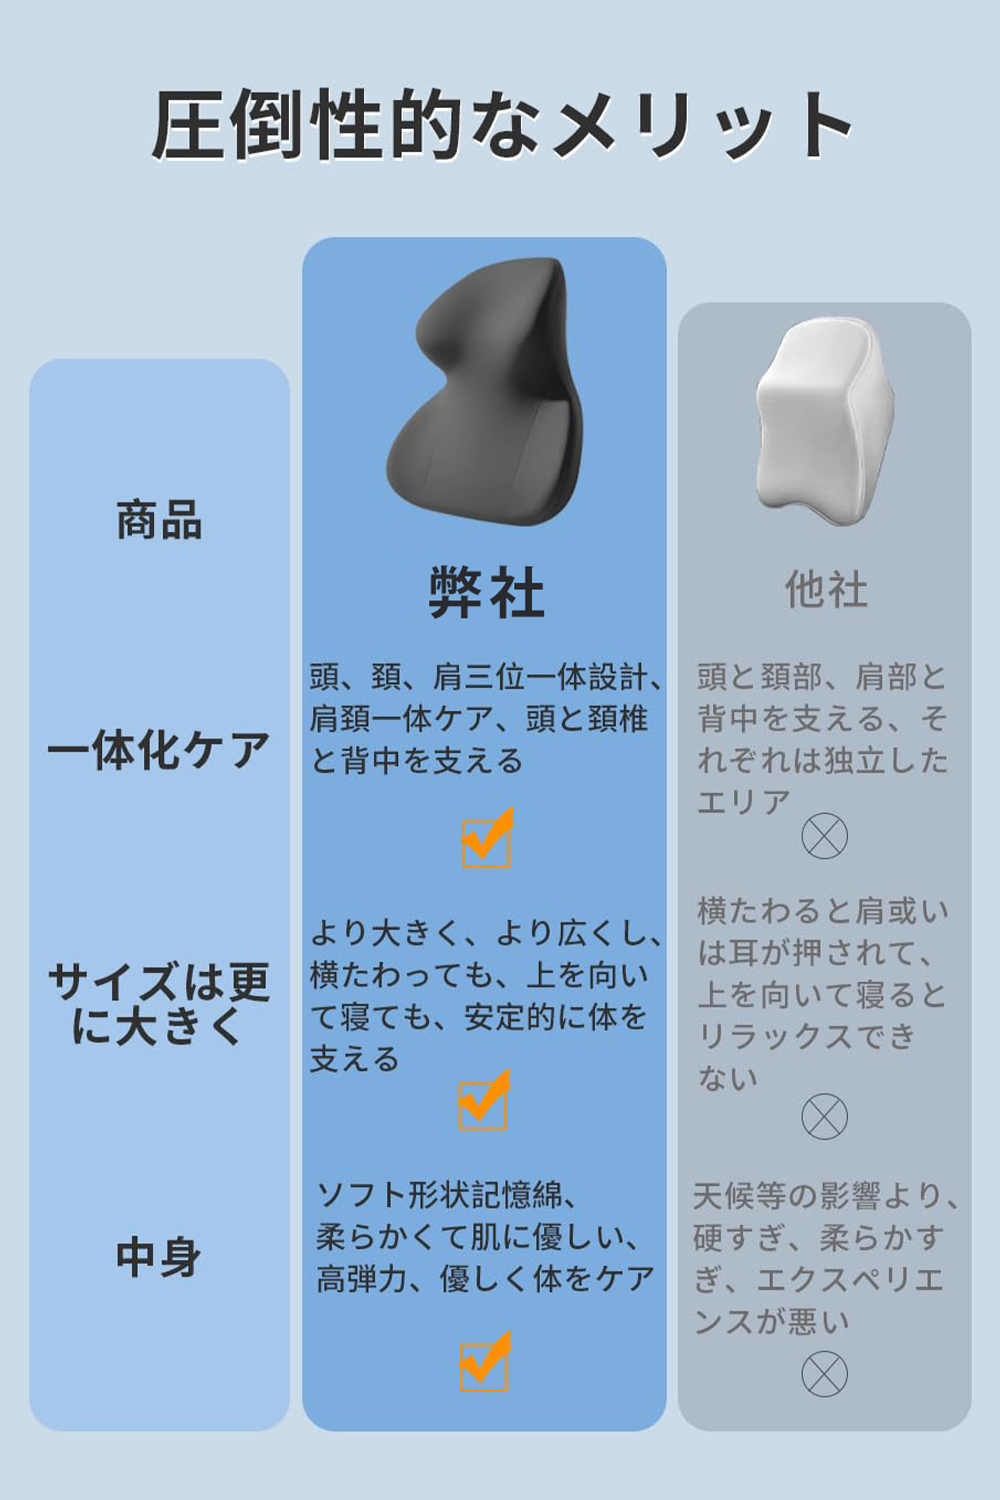 圧倒性的なメリット
商品
弊社
他社
一体化ケア
頭、頚、肩三位一体設計、
肩頚一体ケア、頭と頚椎
と背中を支える
頭と頚部、肩部と
背中を支える、そ
れぞれは独立した
エリア
サイズは更
に大きく
より大きく、より広くし、
横たわっても、上を向い
て寝ても、安定的に体を
支える
横たわると肩或い
は耳が押されて、
上を向いて寝ると
リラックスでき
ない
中身
ソフト形状記憶綿、
柔らかくて肌に優しい、
高弾力、優しく体をケア
天候等の影響より、
硬すぎ、柔らかす
ぎ、エクスペリエ
ンスが悪い